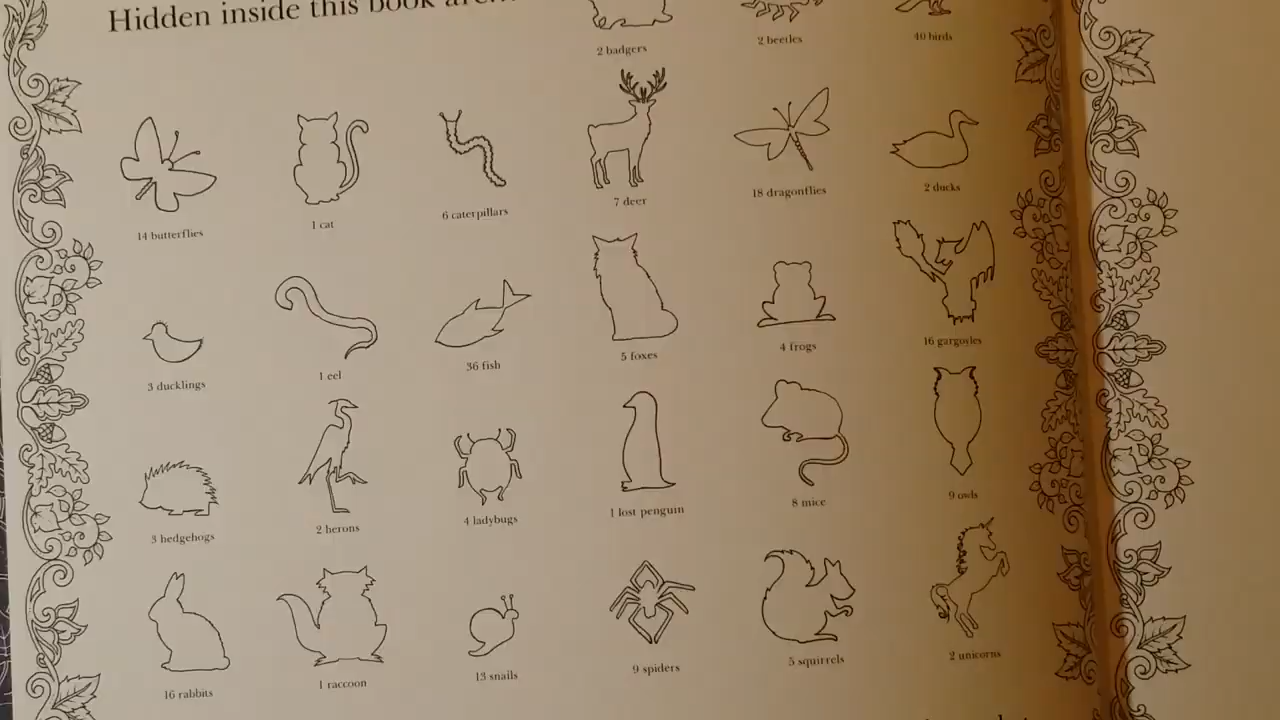 Hidden inside this book are...
2 badgers
2 beetles
40 birds
14 butterflies
1 cat
6 caterpillars
7 deer
18 dragonflies
2 ducks
3 ducklings
1 eel
36 fish
5 foxes
4 frogs
16 gargoyles
3 hedgehogs
2 herons
4 ladybugs
1 lost penguin
8 mice
9 owls
16 rabbits
1 raccoon
13 snails
9 spiders
5 squirrels
2 unicorns